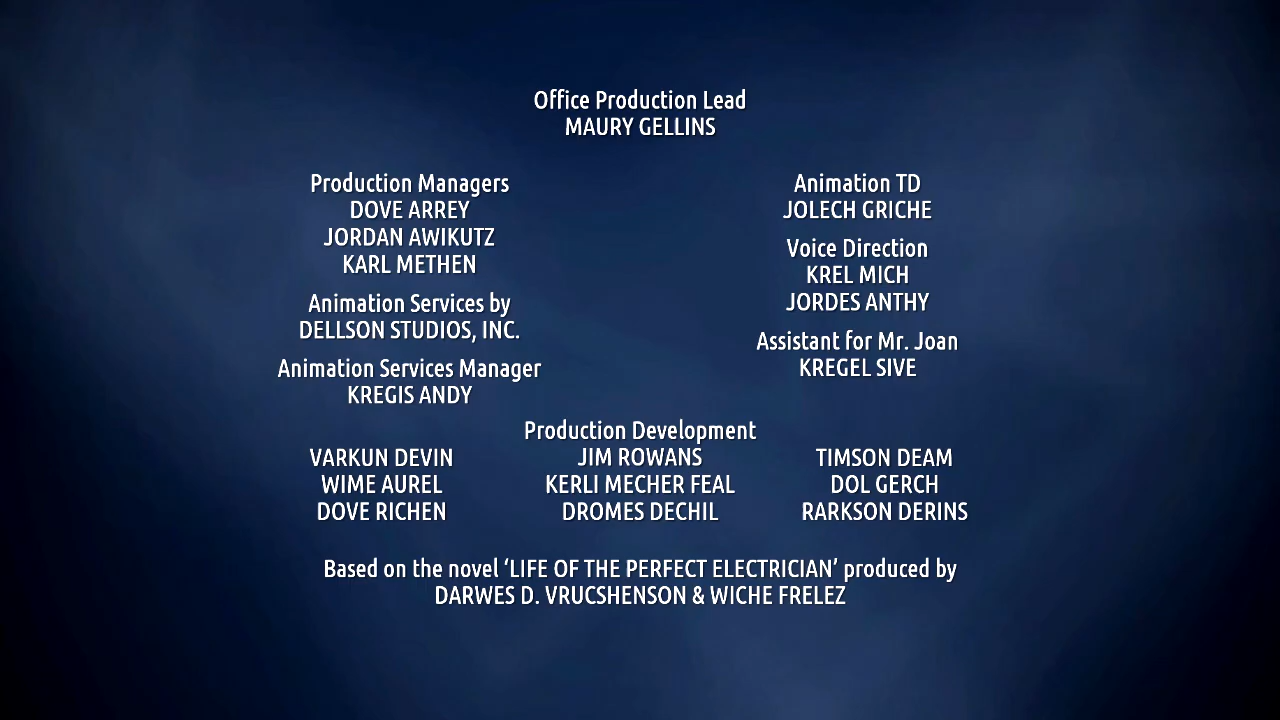 Office Production Lead
MAURY GELLINS
Production Managers
DOVE ARREY
JORDAN AWIKUTZ
KARL METHEN
Animation Services by
DELLSON STUDIOS, INC.
Animation Services Manager
KREGIS ANDY
Animation TD
JOLECH GRICHE
Voice Direction
KREL MICH
JORDES ANTHY
Assistant for Mr. Joan
KREGEL SIVE
Production Development
VARKUN DEVIN
WIME AUREL
DOVE RICHEN
JIM ROWANS
KERLI MECHER FEAL
DROMES DECHIL
TIMSON DEAM
DOL GERCH
RARKSON DERINS
Based on the novel ‘LIFE OF THE PERFECT ELECTRICIAN’ produced by
DARWES D. VRUCSHENSON & WICHE FRELEZ